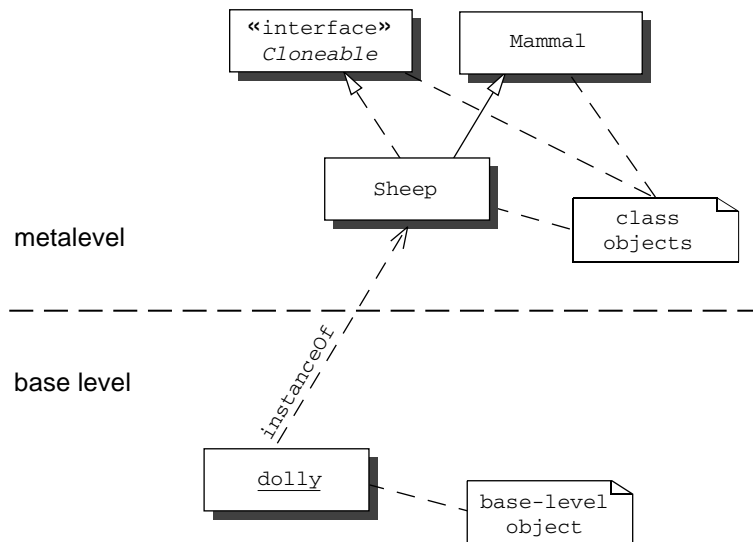 «interface»
Cloneable
Mammal
Sheep
class
objects
metalevel
base level
instanceOf
dolly
base-level
object